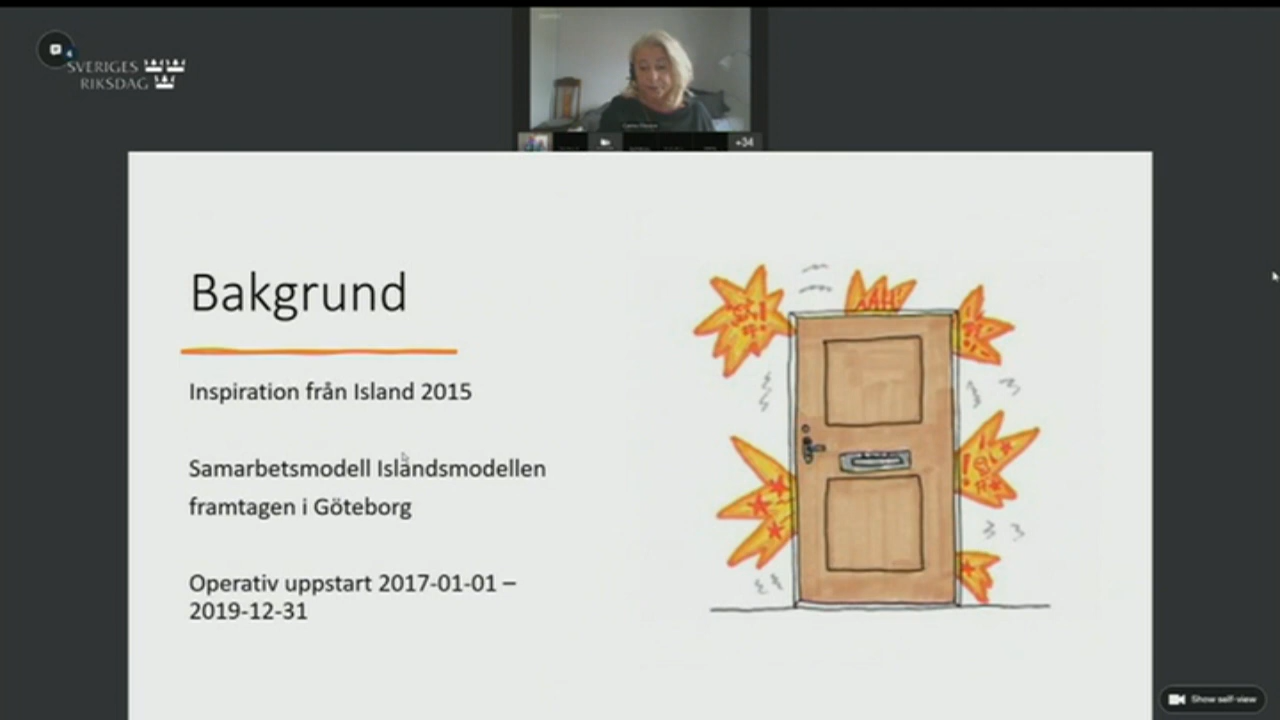 SVERIGES
RIKSDAG
+34
Bakgrund
Inspiration från Island 2015
Samarbetsmodell Isländsmodellen
framtagen i Göteborg
Operativ uppstart 2017-01-01 –
2019-12-31
Show self-view